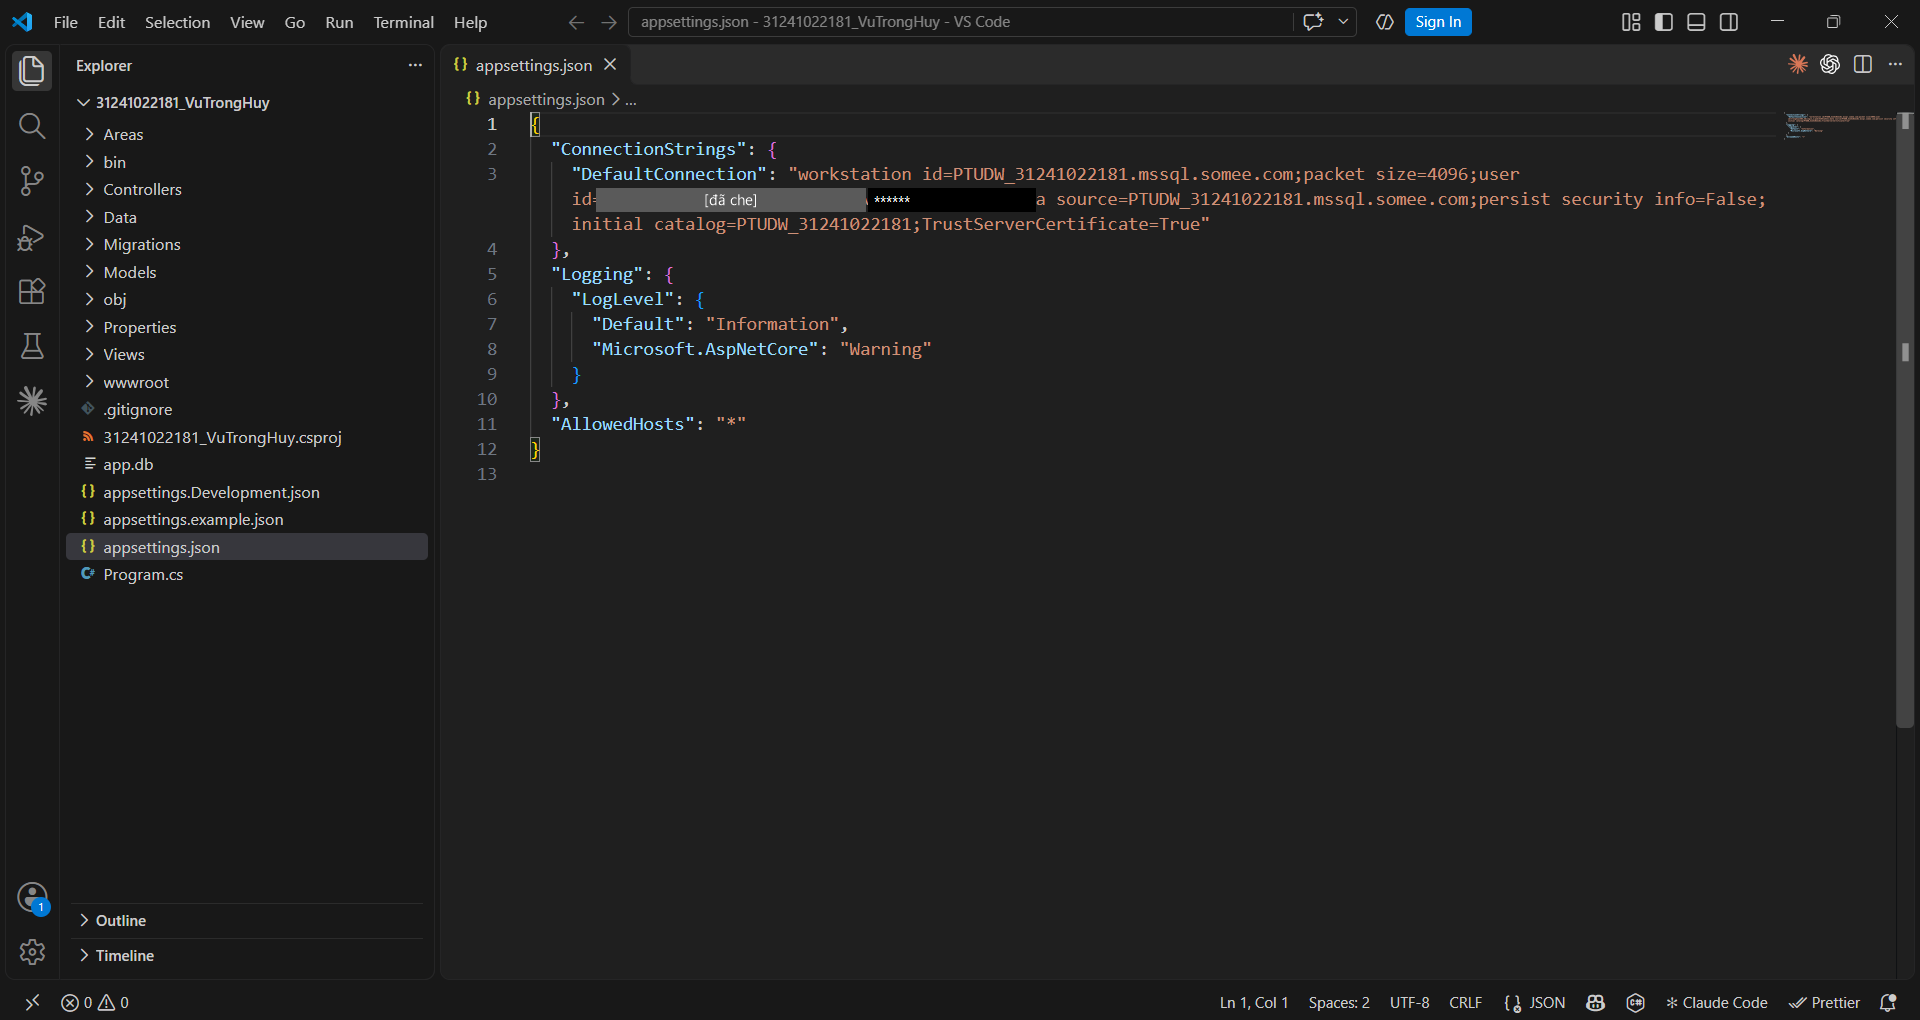 File Edit Selection View Go Run Terminal Help
appsettings.json - 31241022181_VuTrongHuy - VS Code
Sign In
Explorer
31241022181_VuTrongHuy
Areas
bin
Controllers
Data
Migrations
Models
obj
Properties
Views
wwwroot
.gitignore
31241022181_VuTrongHuy.csproj
app.db
{} appsettings.Development.json
{} appsettings.example.json
{} appsettings.json
C# Program.cs
Outline
Timeline
1
{} appsettings.json
{} appsettings.json > ...
1 {
2 "ConnectionStrings": {
3 "DefaultConnection": "workstation id=PTUDW_31241022181.mssql.somee.com;packet size=4096;user
id=[đã che] ****** a source=PTUDW_31241022181.mssql.somee.com;persist security info=False;
initial catalog=PTUDW_31241022181;TrustServerCertificate=True"
4 },
5 "Logging": {
6 "LogLevel": {
7 "Default": "Information",
8 "Microsoft.AspNetCore": "Warning"
9 }
10 },
11 "AllowedHosts": "*"
12 }
13
0 0
Ln 1, Col 1 Spaces: 2 UTF-8 CRLF {} JSON Claude Code Prettier